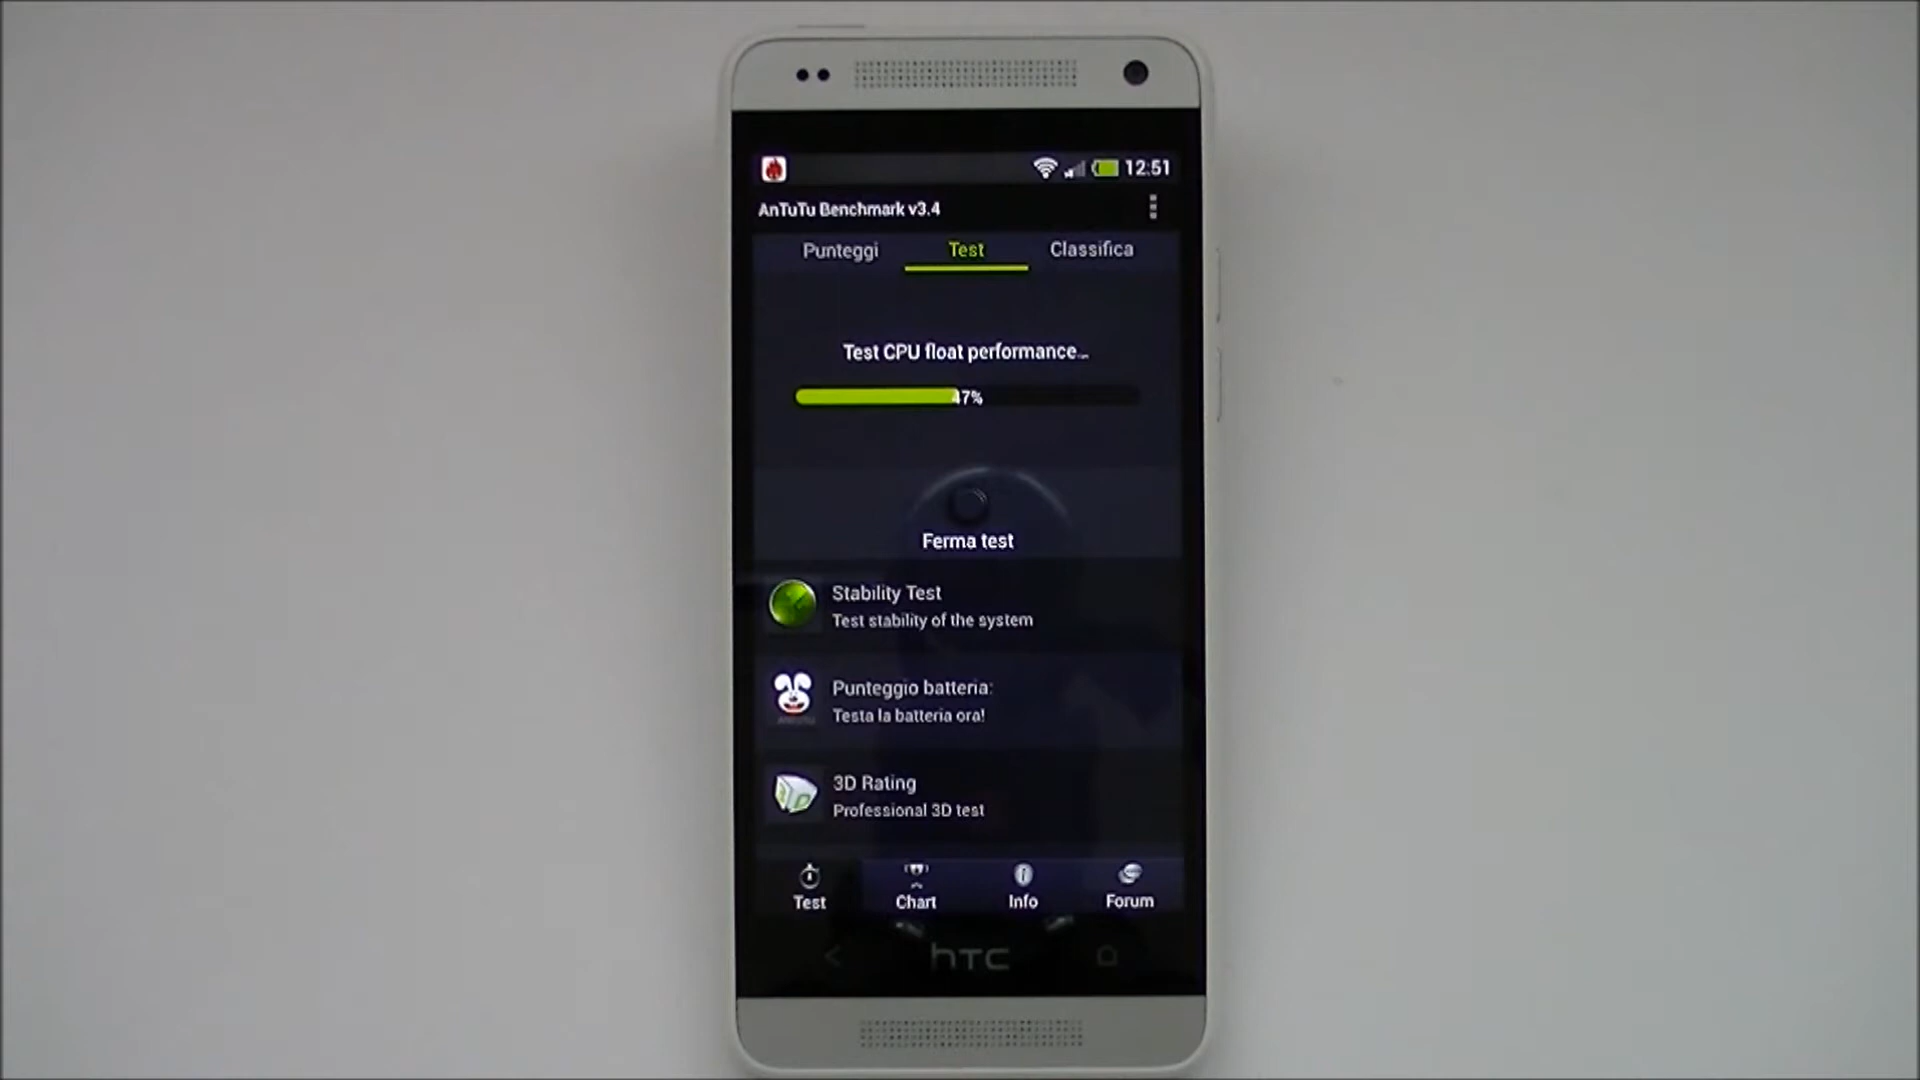 12:51
AnTuTu Benchmark v3.4
Punteggi Test Classifica
Test CPU float performance...
47%
Ferma test
Stability Test
Test stability of the system
Punteggio batteria:
Testa la batteria ora!
3D Rating
Professional 3D test
Test Chart Info Forum
hTC